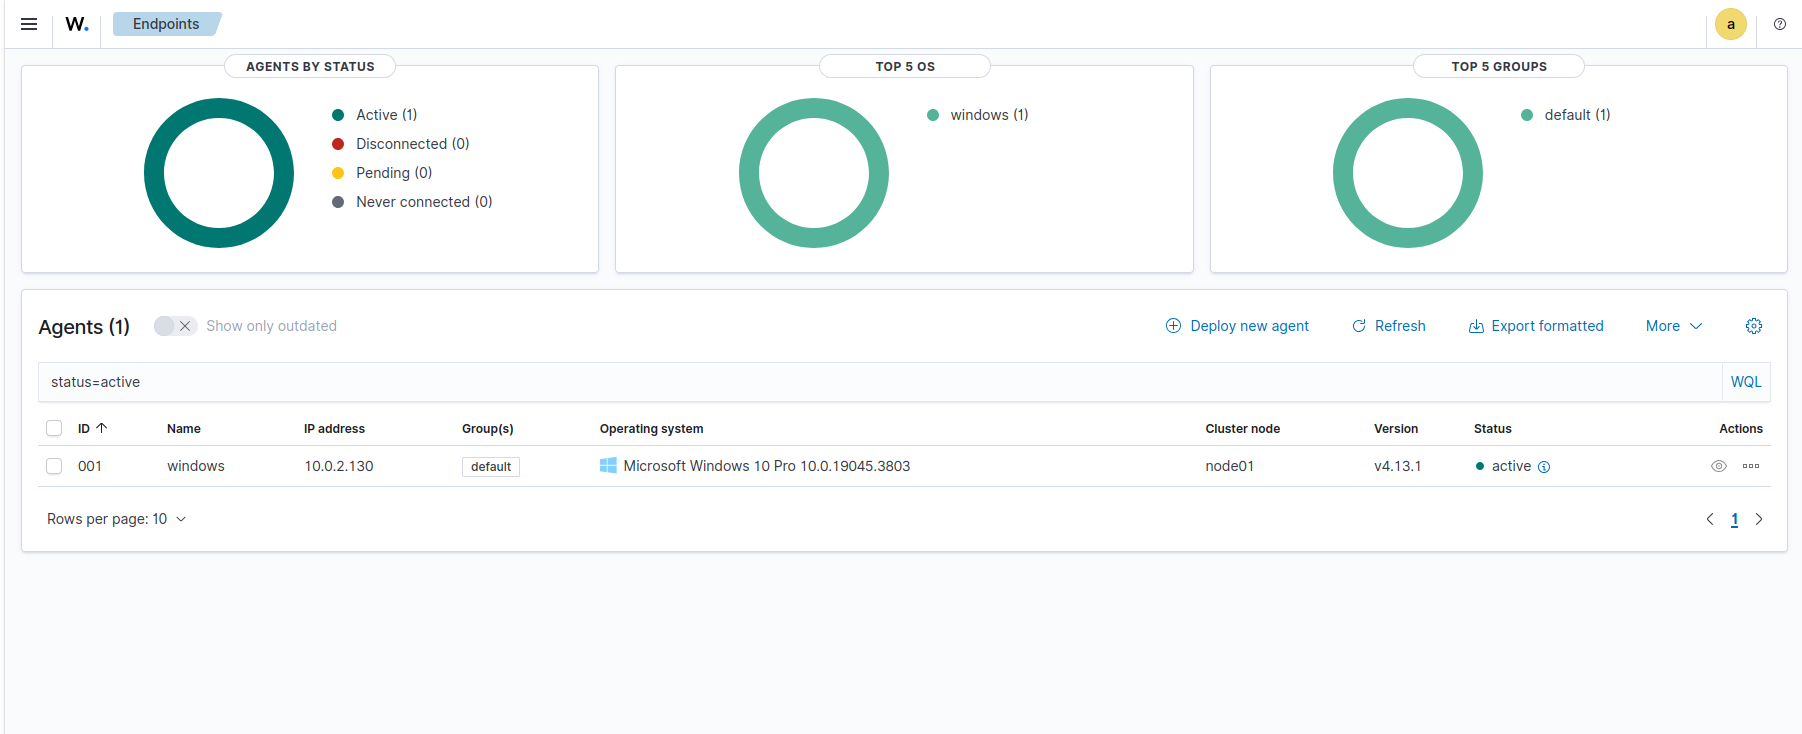 W. Endpoints a
AGENTS BY STATUS
Active (1)
Disconnected (0)
Pending (0)
Never connected (0)
TOP 5 OS
windows (1)
TOP 5 GROUPS
default (1)
Agents (1) Show only outdated Deploy new agent Refresh Export formatted More
status=active WQL
ID Name IP address Group(s) Operating system Cluster node Version Status Actions
001 windows 10.0.2.130 default Microsoft Windows 10 Pro 10.0.19045.3803 node01 v4.13.1 active
Rows per page: 10 1